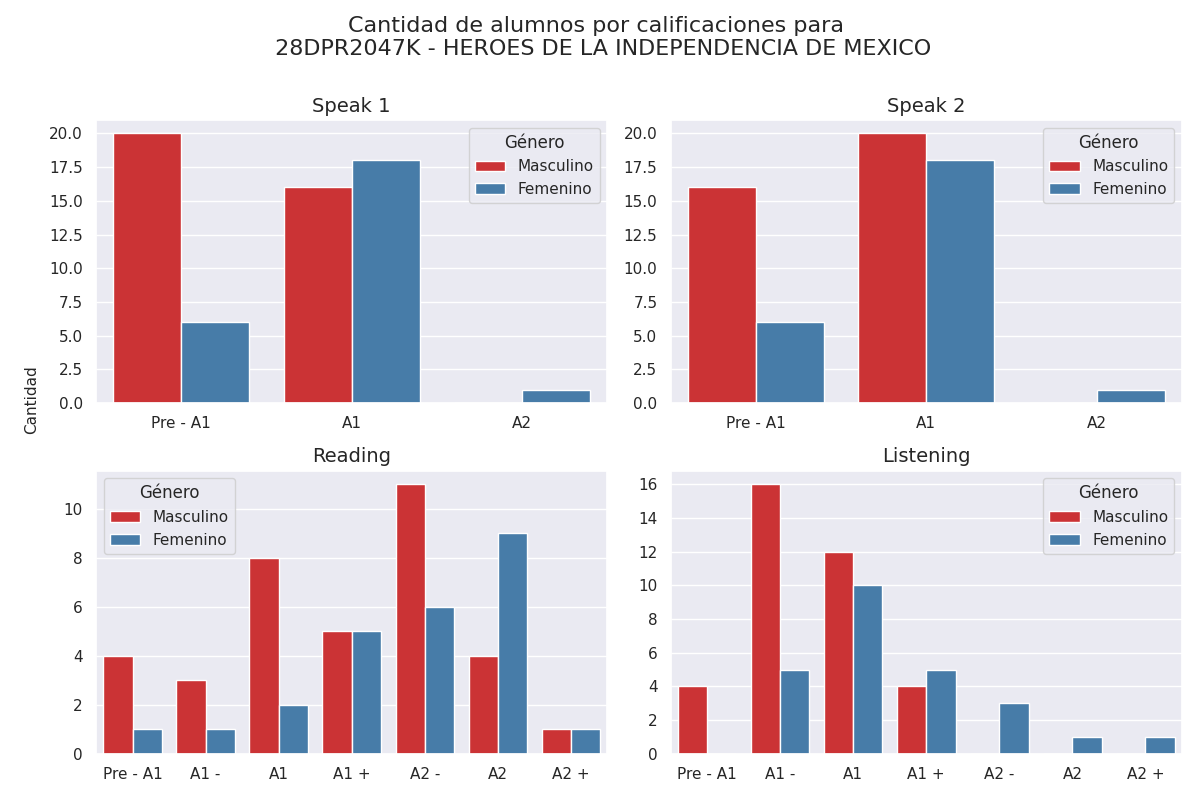 Cantidad de alumnos por calificaciones para
28DPR2047K - HEROES DE LA INDEPENDENCIA DE MEXICO
Cantidad
Speak 1
20.0
17.5
15.0
12.5
10.0
7.5
5.0
2.5
0.0
Género
Masculino
Femenino
Pre - A1 A1 A2
Speak 2
20.0
17.5
15.0
12.5
10.0
7.5
5.0
2.5
0.0
Género
Masculino
Femenino
Pre - A1 A1 A2
Reading
10
8
6
4
2
0
Género
Masculino
Femenino
Pre - A1 A1 - A1 A1 + A2 - A2 A2 +
Listening
16
14
12
10
8
6
4
2
0
Género
Masculino
Femenino
Pre - A1 A1 - A1 A1 + A2 - A2 A2 +